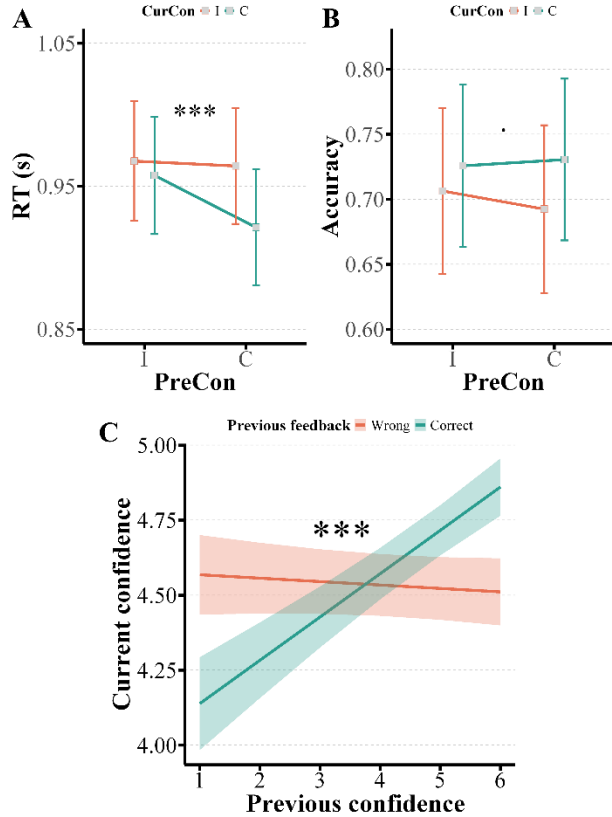 A
CurCon I C
1.05
1.00
0.95
0.85
RT (s)
***
I C
PreCon
B
CurCon I C
0.80
0.75
0.70
0.65
0.60
Accuracy
.
I C
PreCon
C
Previous feedback Wrong Correct
5.00
4.75
4.50
4.25
4.00
Current confidence
***
1 2 3 4 5 6
Previous confidence